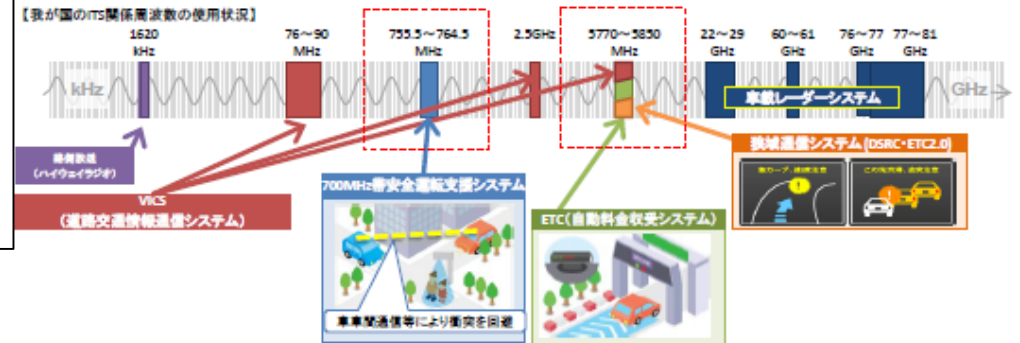 【我が国のITS関係周波数の使用状況】
1620
kHz
76～90
MHz
755.5～764.5
MHz
2.5GHz
5770～5850
MHz
22～29
GHz
60～61
GHz
76～77
GHz
77～81
GHz
kHz
MHz
GHz
車載レーダーシステム
路側放送
(ハイウェイラジオ)
VICS
(道路交通情報通信システム)
700MHz帯安全運転支援システム
車車間通信等により衝突を回避
ETC(自動料金収受システム)
狭域通信システム(DSRC・ETC2.0)